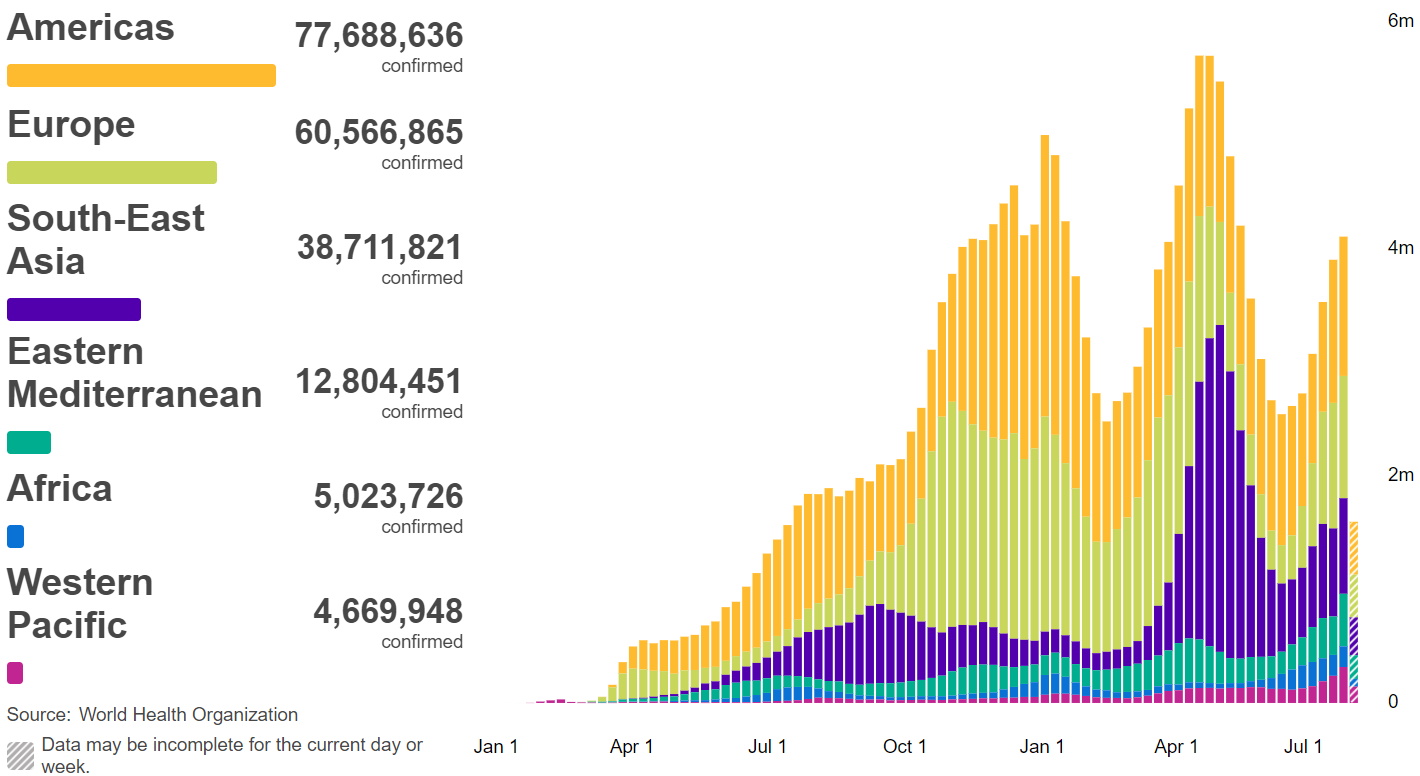 Americas
77,688,636
confirmed
Europe
60,566,865
confirmed
South-East
Asia
38,711,821
confirmed
Eastern
Mediterranean
12,804,451
confirmed
Africa
5,023,726
confirmed
Western
Pacific
4,669,948
confirmed
Source: World Health Organization
Data may be incomplete for the current day or
week.
6m
4m
2m
0
Jan 1
Apr 1
Jul 1
Oct 1
Jan 1
Apr 1
Jul 1